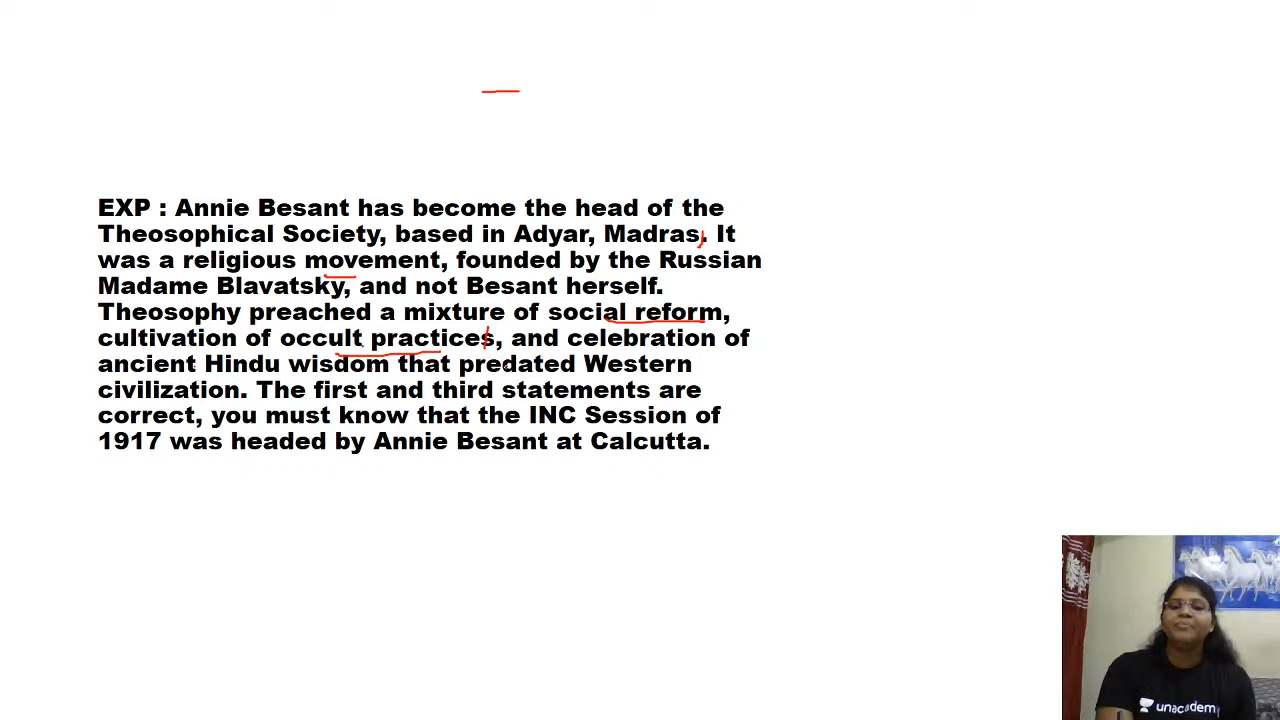 EXP : Annie Besant has become the head of the
Theosophical Society, based in Adyar, Madras. It
was a religious movement, founded by the Russian
Madame Blavatsky, and not Besant herself.
Theosophy preached a mixture of social reform,
cultivation of occult practices, and celebration of
ancient Hindu wisdom that predated Western
civilization. The first and third statements are
correct, you must know that the INC Session of
1917 was headed by Annie Besant at Calcutta.
unacademy